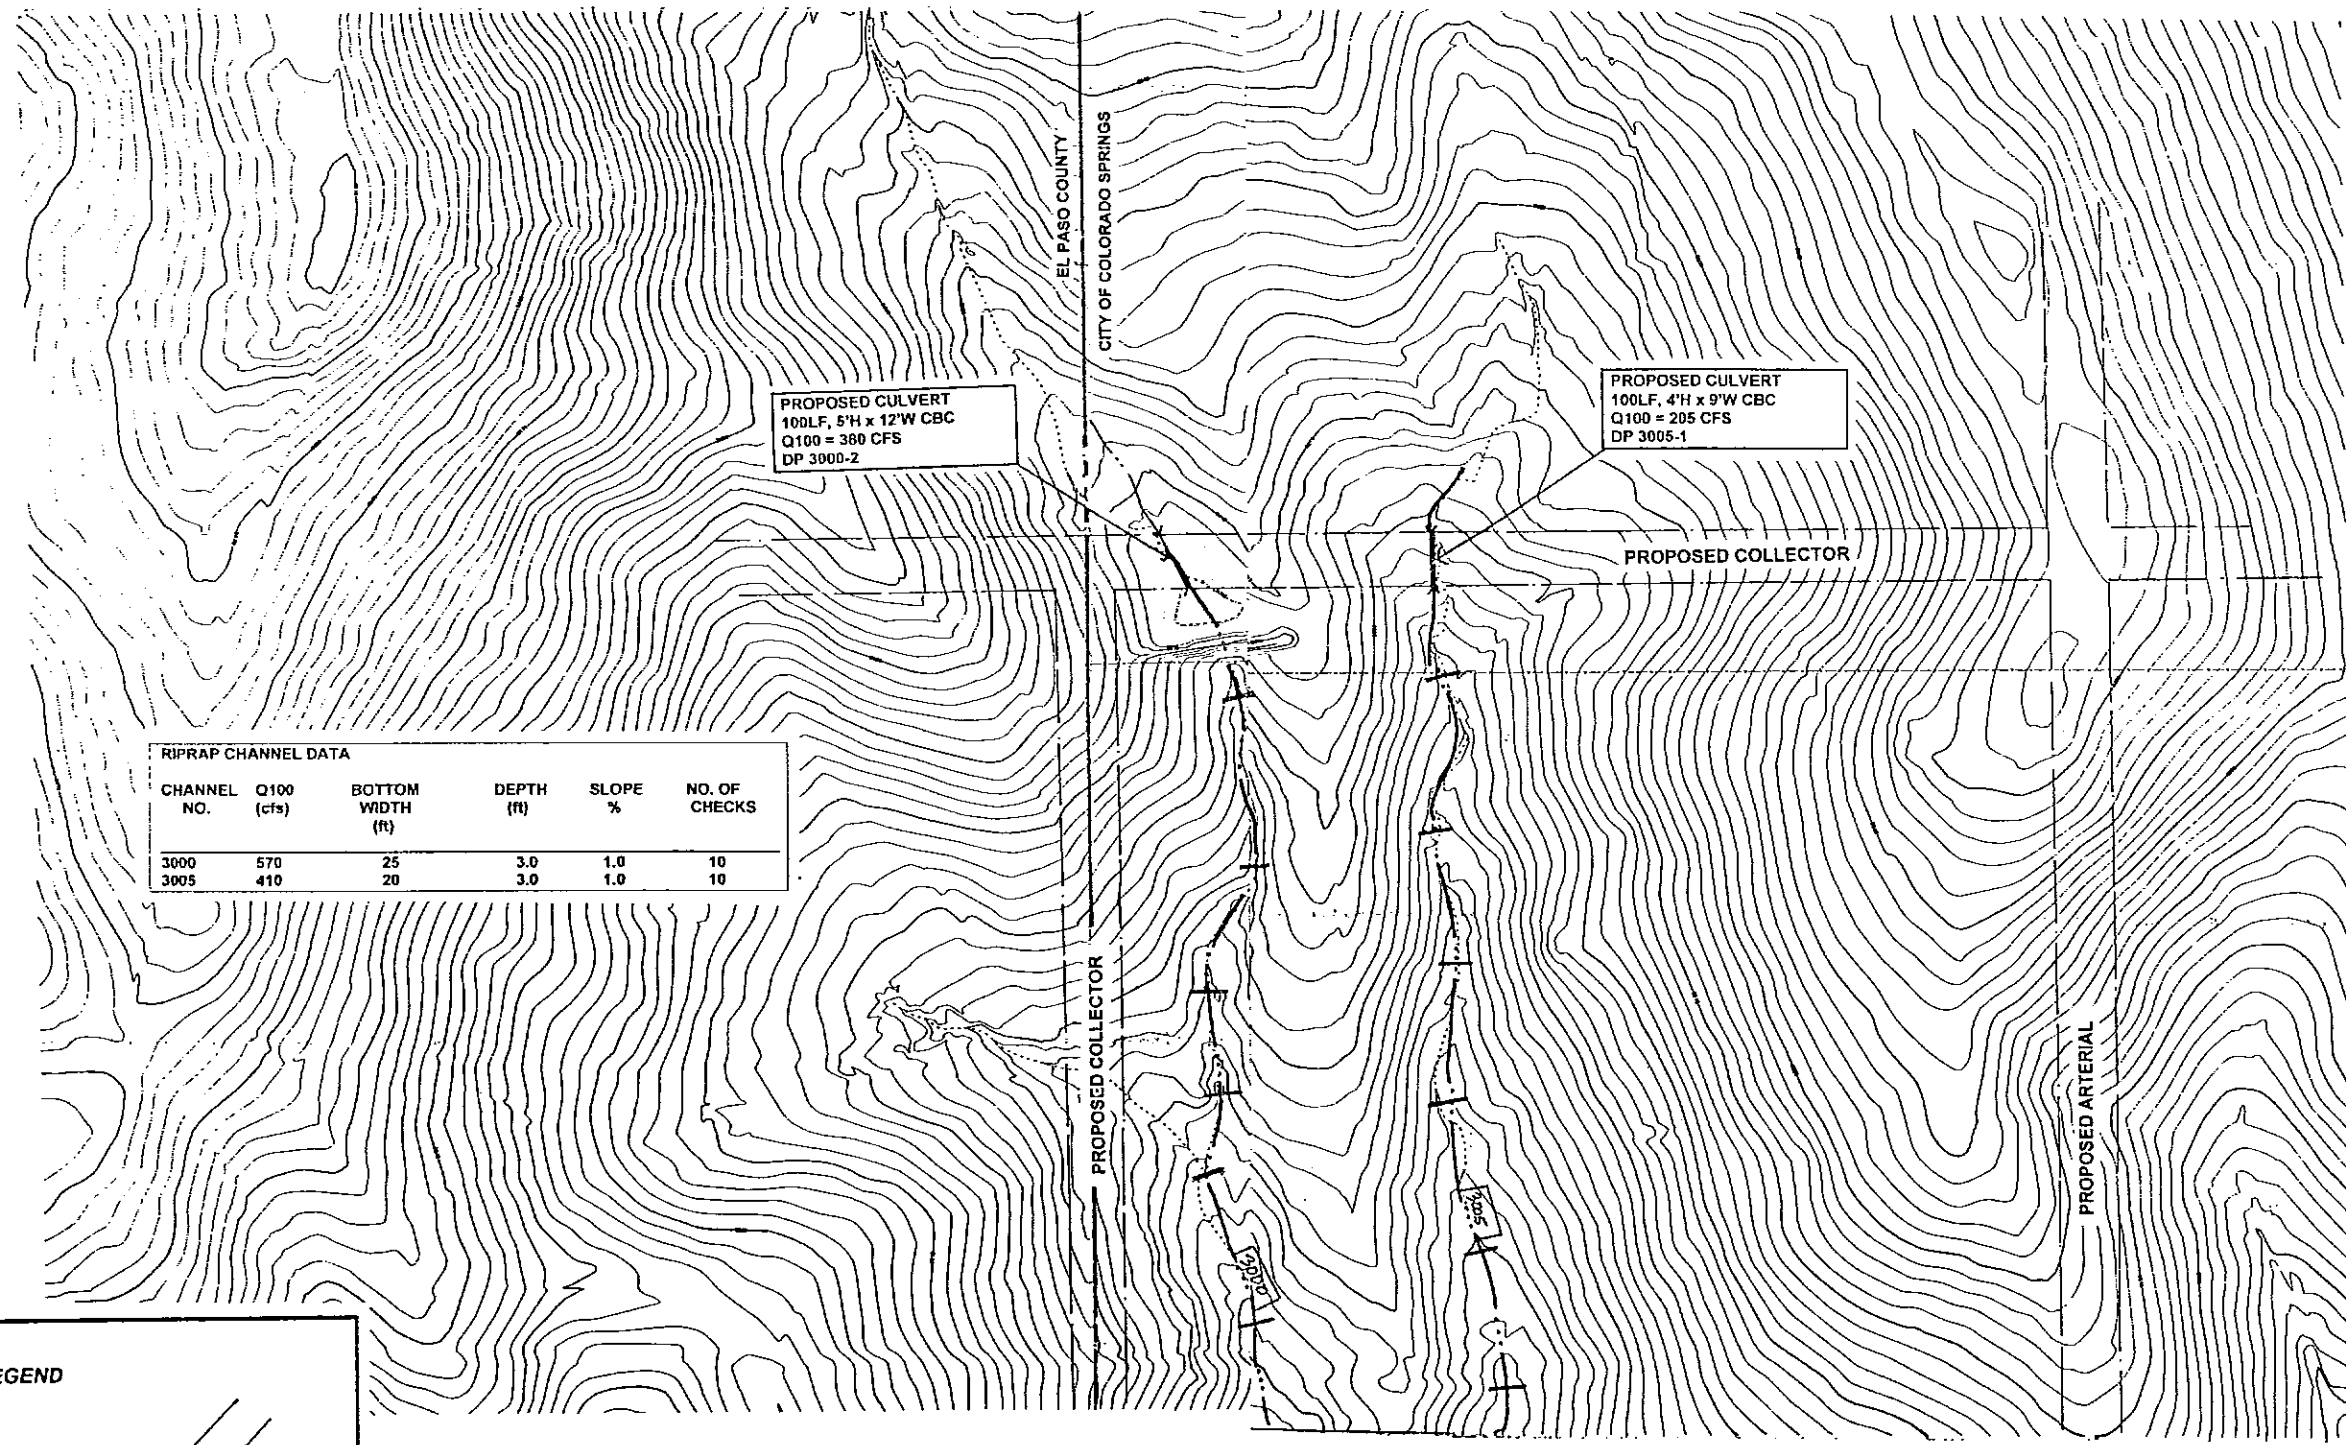 EL PASO COUNTY
CITY OF COLORADO SPRINGS
PROPOSED CULVERT
100LF, 5'H x 12'W CBC
Q100 = 380 CFS
DP 3000-2
PROPOSED CULVERT
100LF, 4'H x 9'W CBC
Q100 = 205 CFS
DP 3005-1
PROPOSED COLLECTOR
RIPRAP CHANNEL DATA
CHANNEL NO. Q100 (cfs) BOTTOM WIDTH (ft) DEPTH (ft) SLOPE % NO. OF CHECKS
3000 570 25 3.0 1.0 10
3005 410 20 3.0 1.0 10
PROPOSED COLLECTOR
PROPOSED ARTERIAL
3005
3000
EGEND